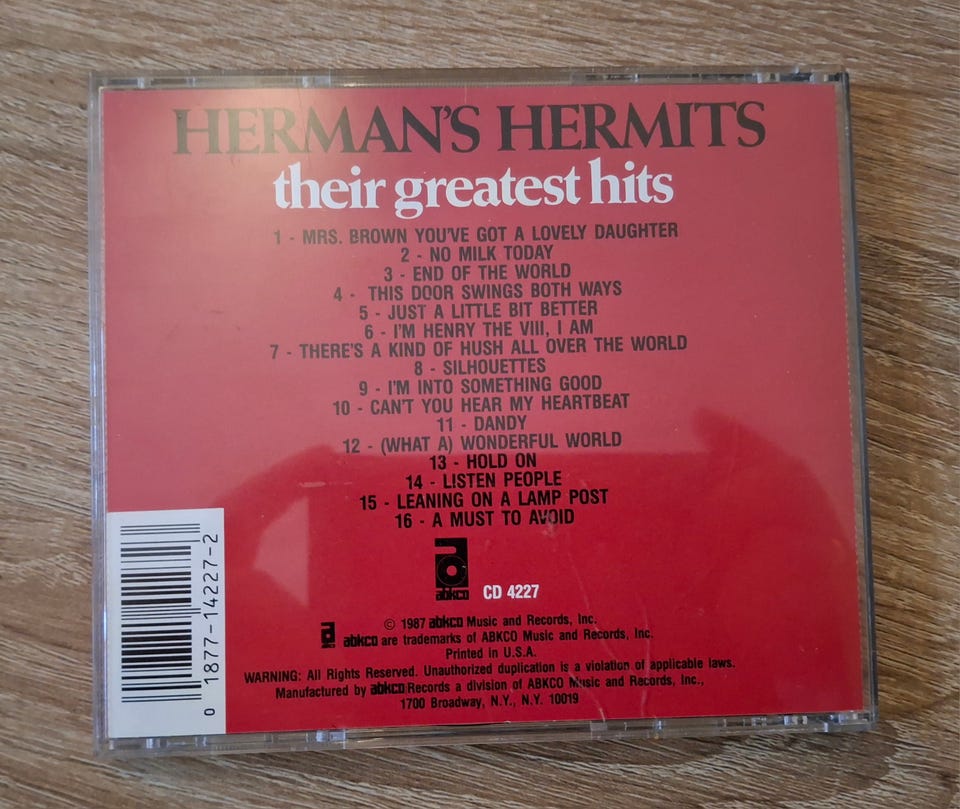 HERMAN'S HERMITS
their greatest hits
1 - MRS. BROWN YOU'VE GOT A LOVELY DAUGHTER
2 - NO MILK TODAY
3 - END OF THE WORLD
4 - THIS DOOR SWINGS BOTH WAYS
5 - JUST A LITTLE BIT BETTER
6 - I'M HENRY THE VIII, I AM
7 - THERE'S A KIND OF HUSH ALL OVER THE WORLD
8 - SILHOUETTES
9 - I'M INTO SOMETHING GOOD
10 - CAN'T YOU HEAR MY HEARTBEAT
11 - DANDY
12 - (WHAT A) WONDERFUL WORLD
13 - HOLD ON
14 - LISTEN PEOPLE
15 - LEANING ON A LAMP POST
16 - A MUST TO AVOID
abkco CD 4227
© 1987 abkco Music and Records, Inc.
abkco are trademarks of ABKCO Music and Records, Inc.
Printed in U.S.A.
WARNING: All Rights Reserved. Unauthorized duplication is a violation of applicable laws.
Manufactured by abkco Records a division of ABKCO Music and Records, Inc.,
1700 Broadway, N.Y., N.Y. 10019
0 1877-14227-2